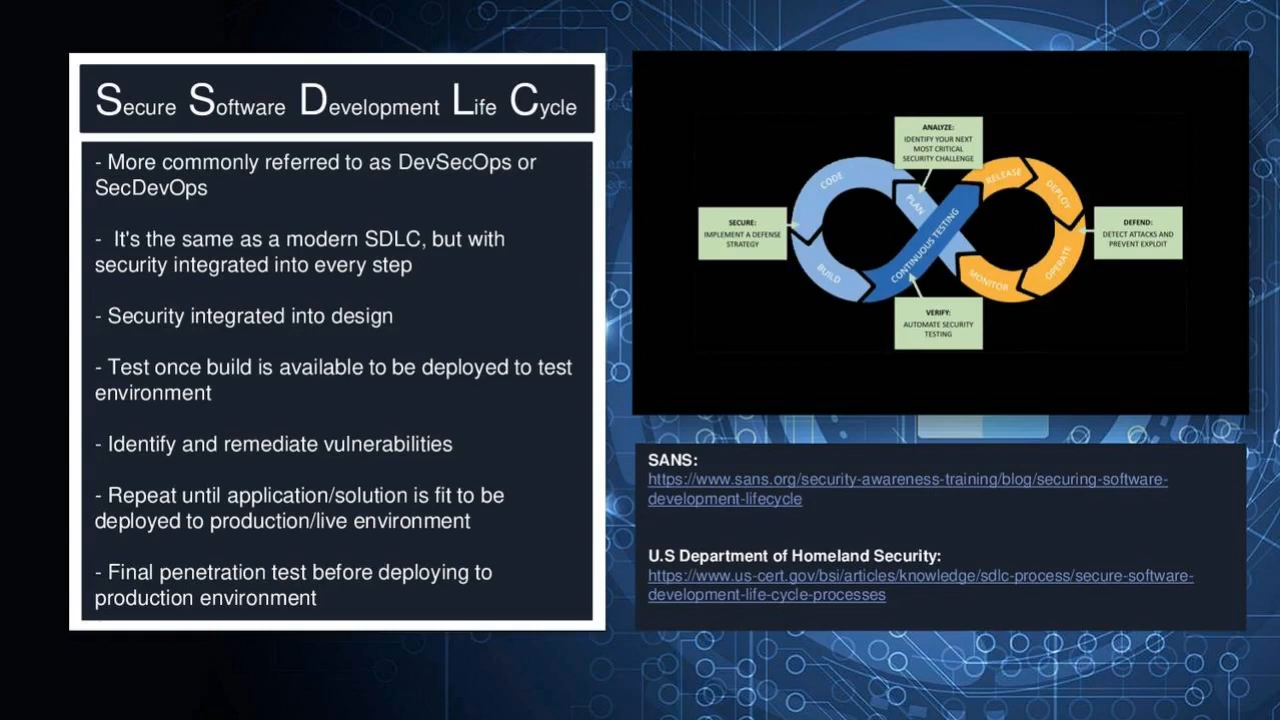 Secure Software Development Life Cycle
- More commonly referred to as DevSecOps or
SecDevOps
- It's the same as a modern SDLC, but with
security integrated into every step
- Security integrated into design
- Test once build is available to be deployed to test
environment
- Identify and remediate vulnerabilities
- Repeat until application/solution is fit to be
deployed to production/live environment
- Final penetration test before deploying to
production environment
ANALYZE:
IDENTIFY YOUR NEXT
MOST CRITICAL
SECURITY CHALLENGE
CODE
PLAN
RELEASE
DEPLOY
SECURE:
IMPLEMENT A DEFENSE
STRATEGY
CONTINUOUS TESTING
DEFEND:
DETECT ATTACKS AND
PREVENT EXPLOIT
BUILD
MONITOR
OPERATE
VERIFY:
AUTOMATE SECURITY
TESTING
SANS:
https://www.sans.org/security-awareness-training/blog/securing-software-
development-lifecycle
U.S Department of Homeland Security:
https://www.us-cert.gov/bsi/articles/knowledge/sdlc-process/secure-software-
development-life-cycle-processes